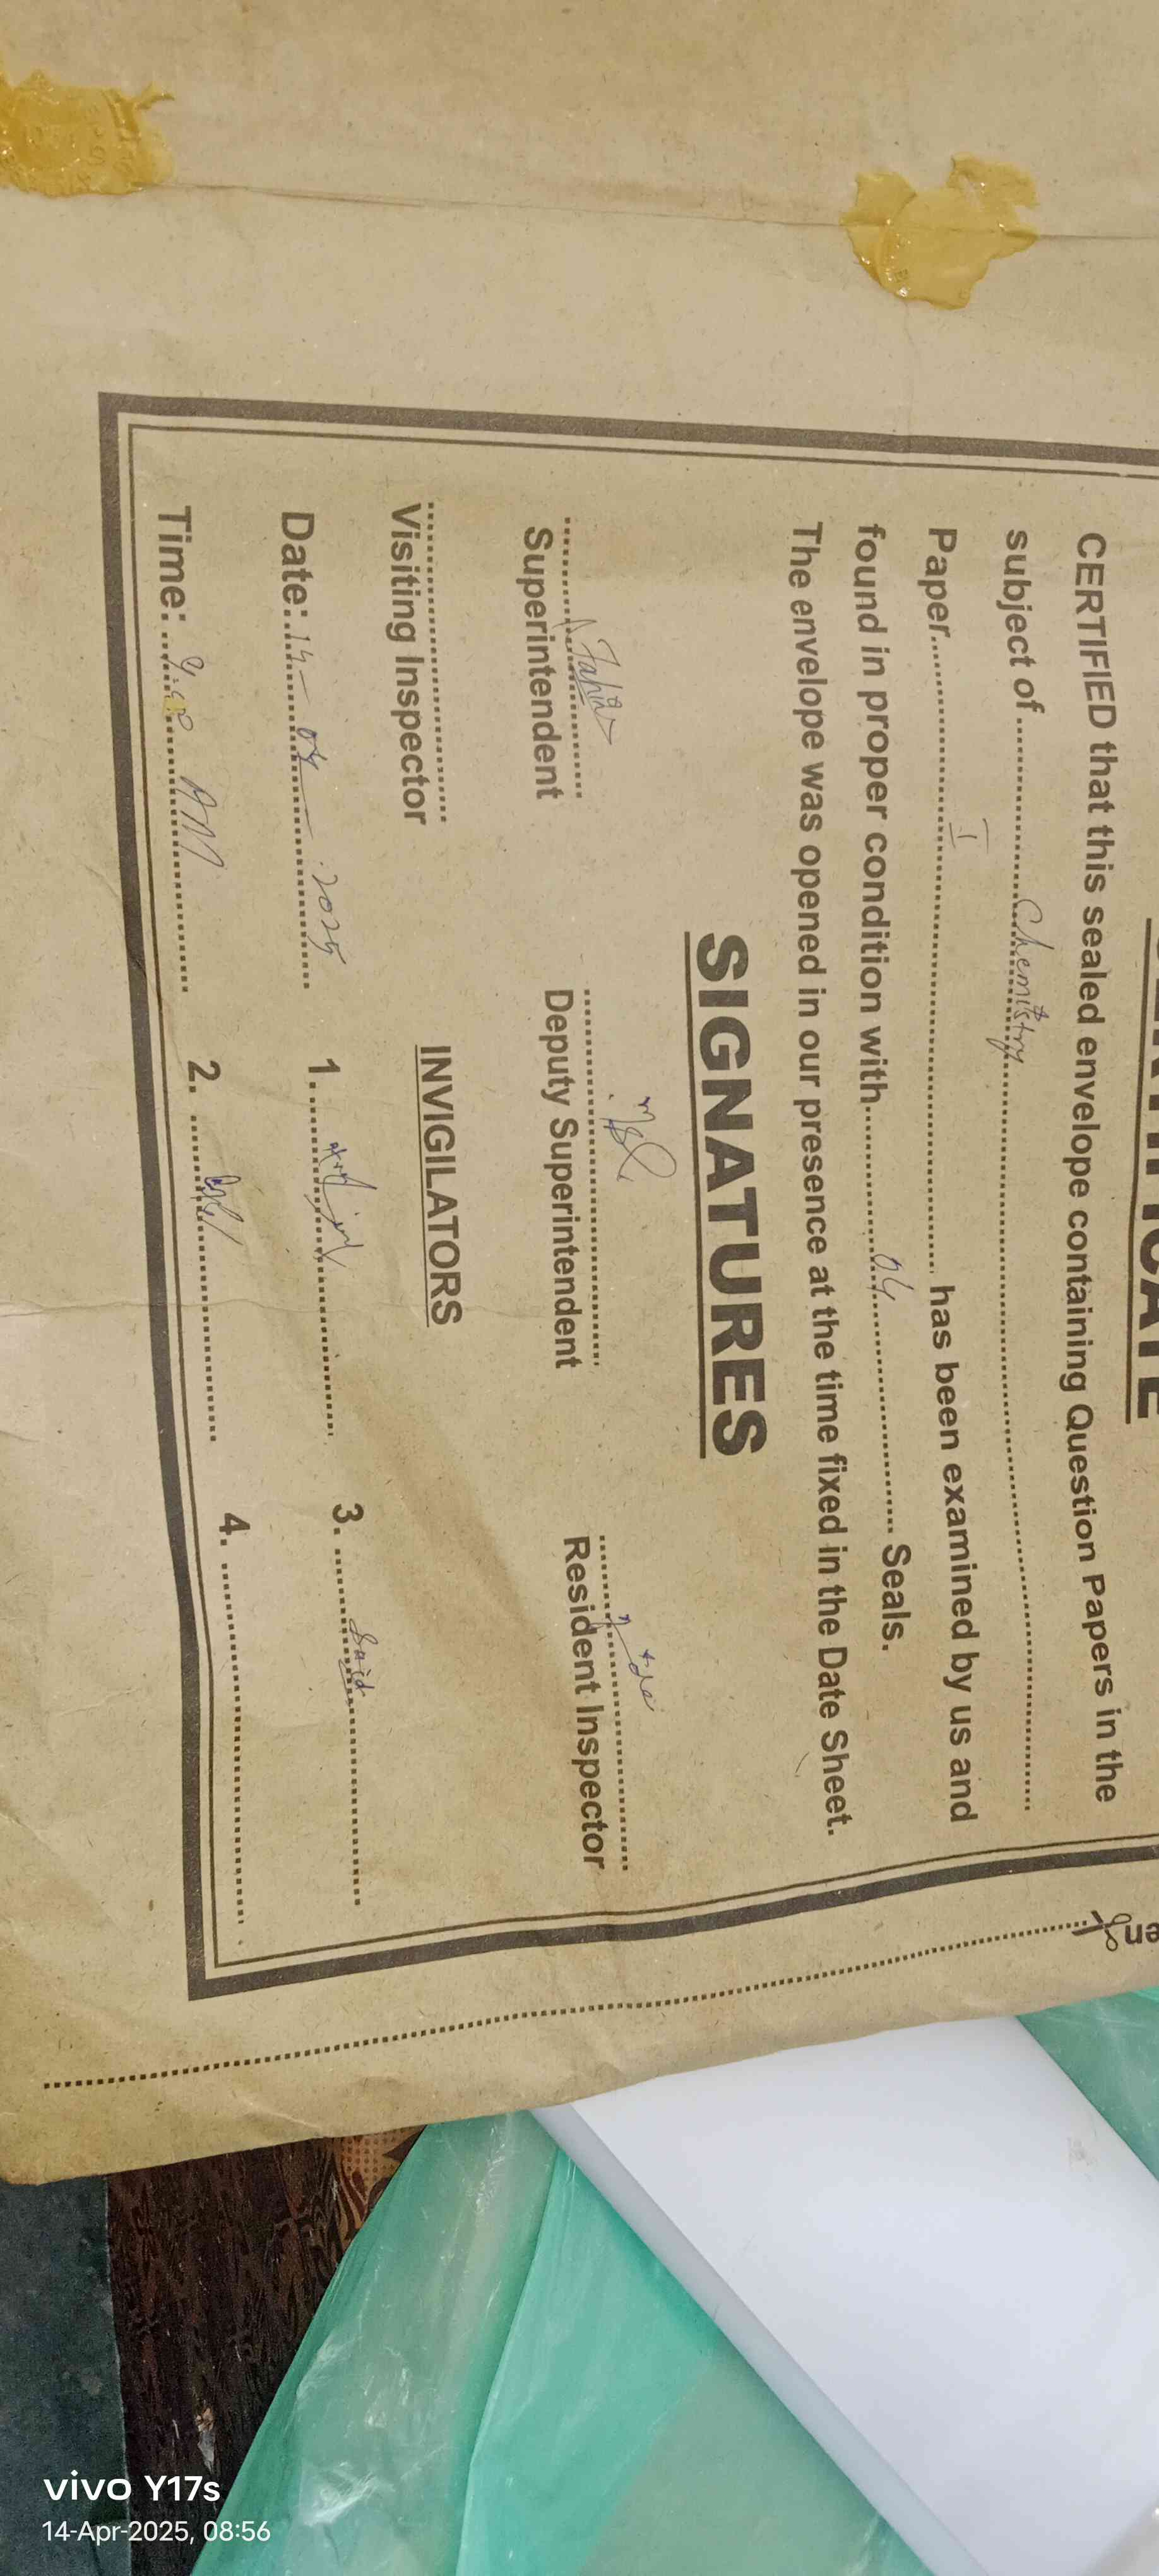 CERTIFICATE
CERTIFIED that this sealed envelope containing Question Papers in the
subject of.......Chemistry.......
Paper.......I....... has been examined by us and
found in proper condition with.......04....... Seals.
The envelope was opened in our presence at the time fixed in the Date Sheet.
SIGNATURES
Superintendent Deputy Superintendent Resident Inspector
Visiting Inspector INVIGILATORS
Date:..14-04-2025.. 1. ....... 3. .......Said.......
Time:..9:00 AM.. 2. ....... 4. .......
vivo Y17s
14-Apr-2025, 08:56